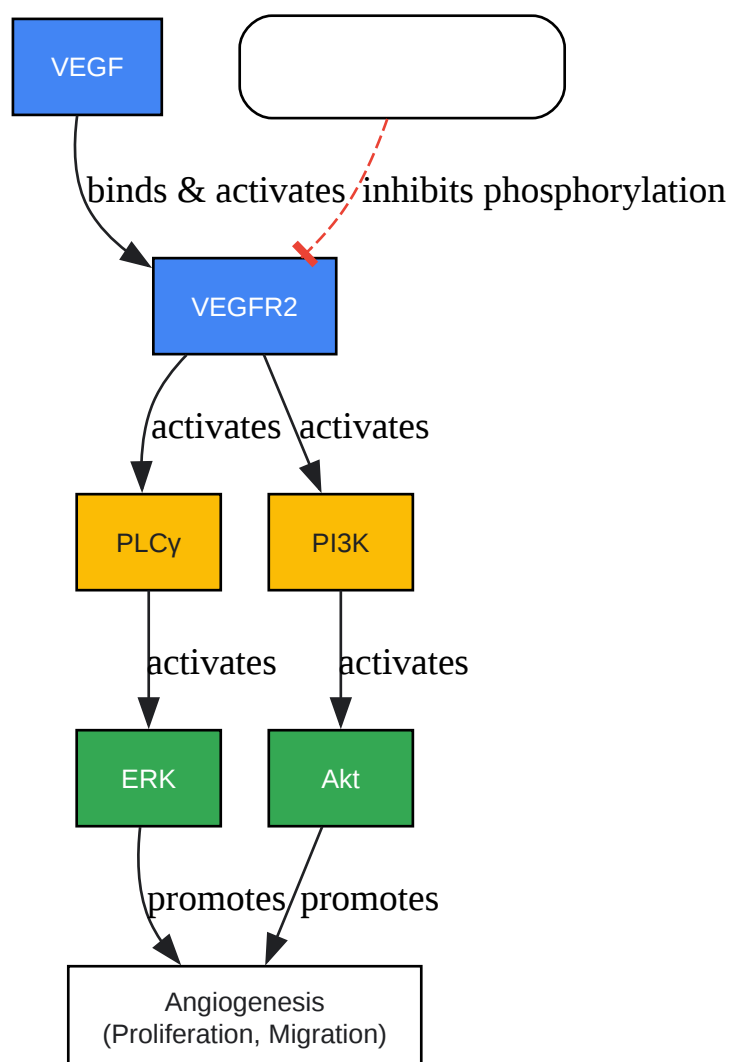 VEGF
binds & activates
inhibits phosphorylation
VEGFR2
activates
activates
PLCγ
PI3K
activates
activates
ERK
Akt
promotes
promotes
Angiogenesis
(Proliferation, Migration)